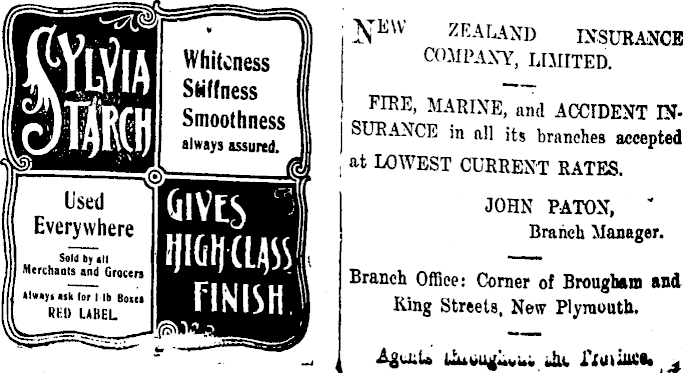 SYLVIA
STARCH
Whiteness
Stiffness
Smoothness
always assured.
Used
Everywhere
Sold by all
Merchants and Grocers
Always ask for 1 lb Boxes
RED LABEL.
GIVES
HIGH-CLASS
FINISH.
NEW ZEALAND INSURANCE
COMPANY, LIMITED.
FIRE, MARINE, and ACCIDENT IN-
SURANCE in all its branches accepted
at LOWEST CURRENT RATES.
JOHN PATON,
Branch Manager.
Branch Office: Corner of Brougham and
King Streets, New Plymouth.
Agents throughout the Province.